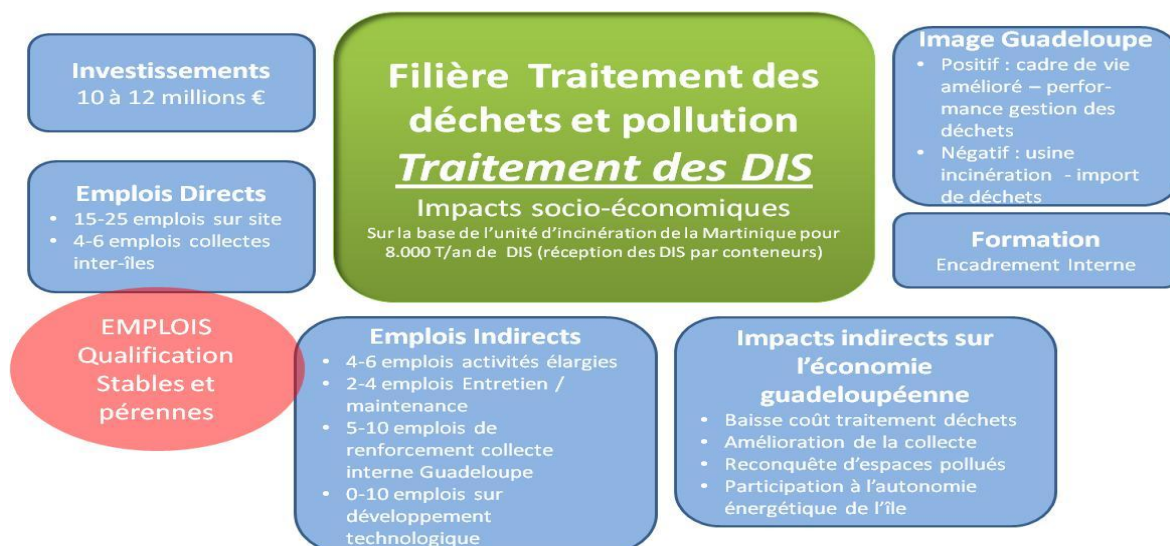 Investissements
10 à 12 millions €
Filière Traitement des
déchets et pollution
Traitement des DIS
Impacts socio-économiques
Sur la base de l'unité d'incinération de la Martinique pour
8.000 T/an de DIS (réception des DIS par conteneurs)
Image Guadeloupe
• Positif : cadre de vie
amélioré – perfor-
mance gestion des
déchets
• Négatif : usine
incinération - import
de déchets
Emplois Directs
• 15-25 emplois sur site
• 4-6 emplois collectes
inter-îles
Formation
Encadrement Interne
EMPLOIS
Qualification
Stables et
pérennes
Emplois Indirects
• 4-6 emplois activités élargies
• 2-4 emplois Entretien /
maintenance
• 5-10 emplois de
renforcement collecte
interne Guadeloupe
• 0-10 emplois sur
développement
technologique
Impacts indirects sur
l'économie
guadeloupéenne
• Baisse coût traitement déchets
• Amélioration de la collecte
• Reconquête d'espaces pollués
• Participation à l'autonomie
énergétique de l'île